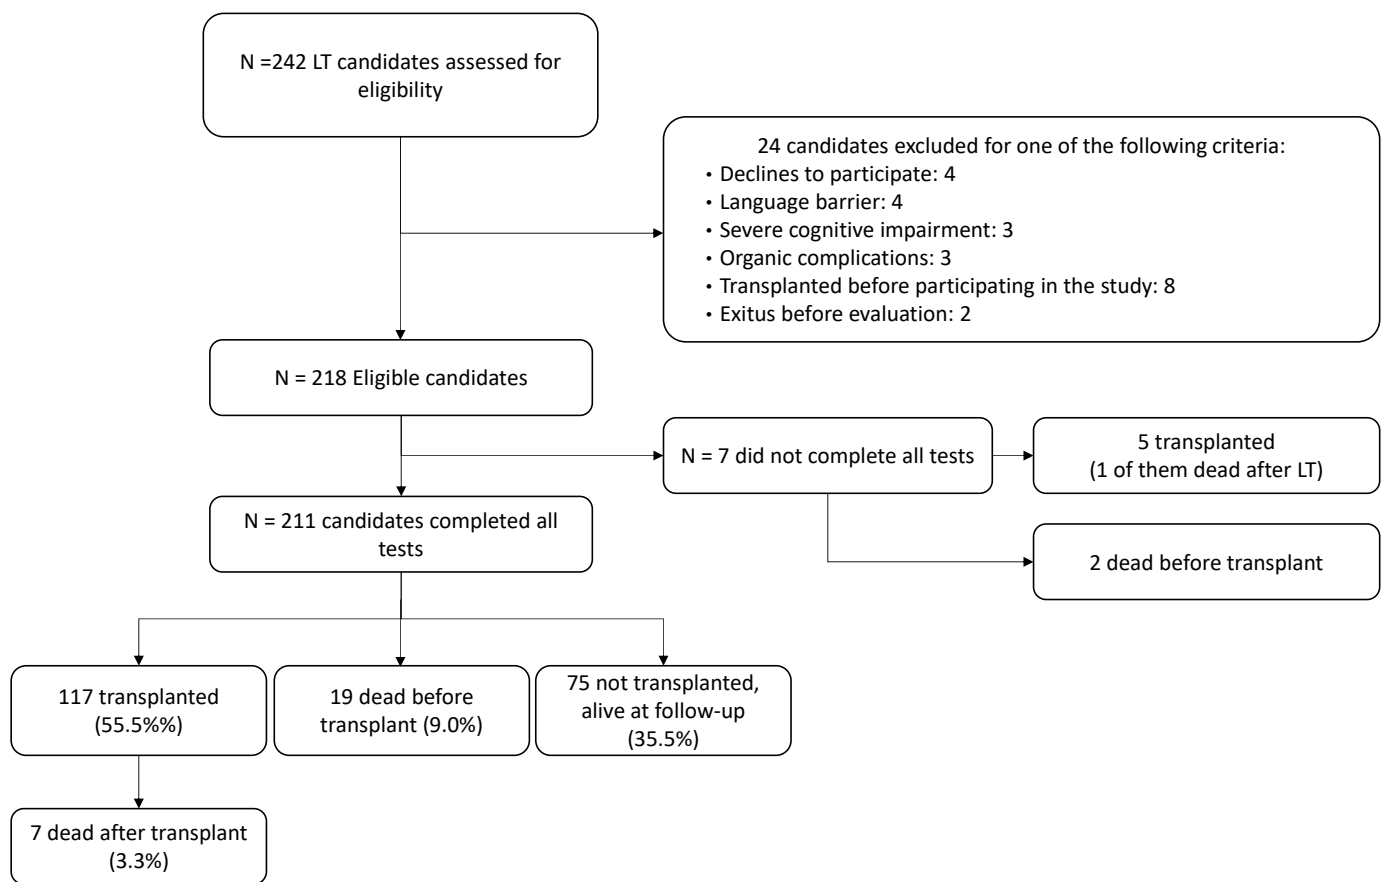 N =242 LT candidates assessed for
eligibility
24 candidates excluded for one of the following criteria:
• Declines to participate: 4
• Language barrier: 4
• Severe cognitive impairment: 3
• Organic complications: 3
• Transplanted before participating in the study: 8
• Exitus before evaluation: 2
N = 218 Eligible candidates
N = 7 did not complete all tests
5 transplanted
(1 of them dead after LT)
N = 211 candidates completed all
tests
2 dead before transplant
117 transplanted
(55.5%%)
19 dead before
transplant (9.0%)
75 not transplanted,
alive at follow-up
(35.5%)
7 dead after transplant
(3.3%)